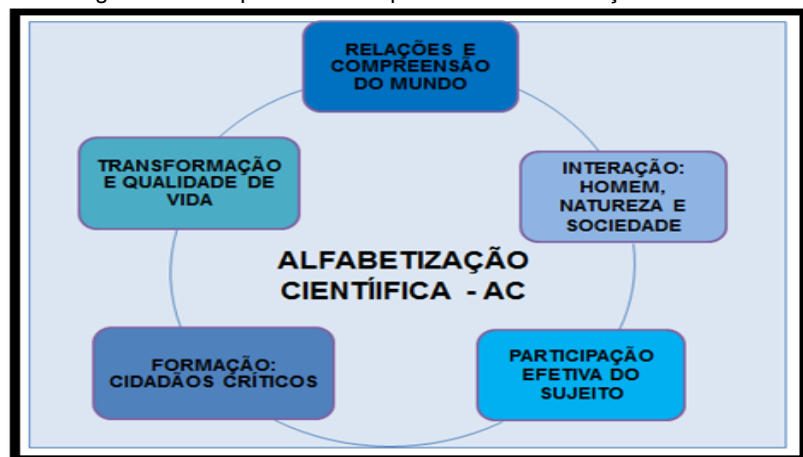 RELAÇÕES E
COMPREENSÃO
DO MUNDO
TRANSFORMAÇÃO
E QUALIDADE DE
VIDA
INTERAÇÃO:
HOMEM,
NATUREZA E
SOCIEDADE
ALFABETIZAÇÃO
CIENTÍIFICA - AC
FORMAÇÃO:
CIDADÃOS CRÍTICOS
PARTICIPAÇÃO
EFETIVA DO
SUJEITO